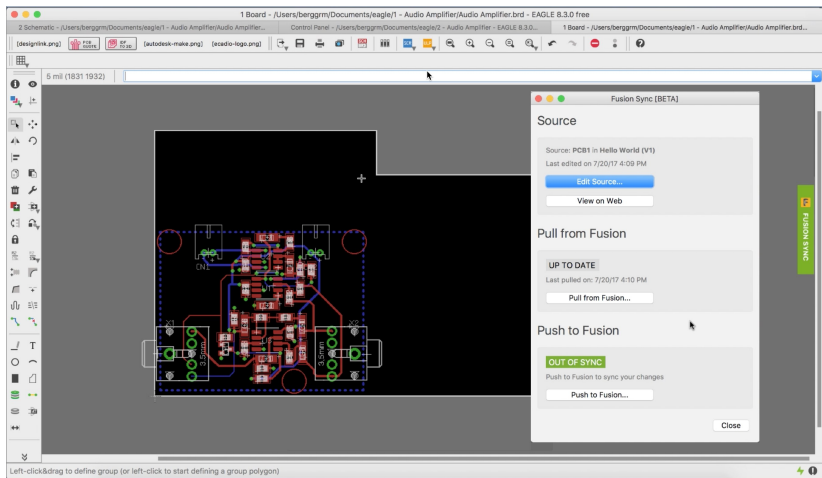 1 Board - /Users/berggrm/Documents/eagle/1 - Audio Amplifier/Audio Amplifier.brd - EAGLE 8.3.0 free
2 Schematic - /Users/berggrm/Documents/eagle/1 - Audio Amplifier/Audio Amplifier...
Control Panel - /Users/berggrm/Documents/eagle/2 - Audio Amplifier - EAGLE 8.3.0...
1 Board - /Users/berggrm/Documents/eagle/1 - Audio Amplifier/Audio Amplifier.brd...
[designlink.png]
[autodesk-make.png]
[ecadio-logo.png]
5 mil (1831 1932)
Fusion Sync [BETA]
Source
Source: PCB1 in Hello World (V1)
Last edited on 7/20/17 4:09 PM
Edit Source...
View on Web
Pull from Fusion
UP TO DATE
Last pulled on: 7/20/17 4:10 PM
Pull from Fusion...
Push to Fusion
OUT OF SYNC
Push to Fusion to sync your changes
Push to Fusion...
Close
FUSION SYNC
CN1
3.5mm
3.5mm
Left-click&drag to define group (or left-click to start defining a group polygon)